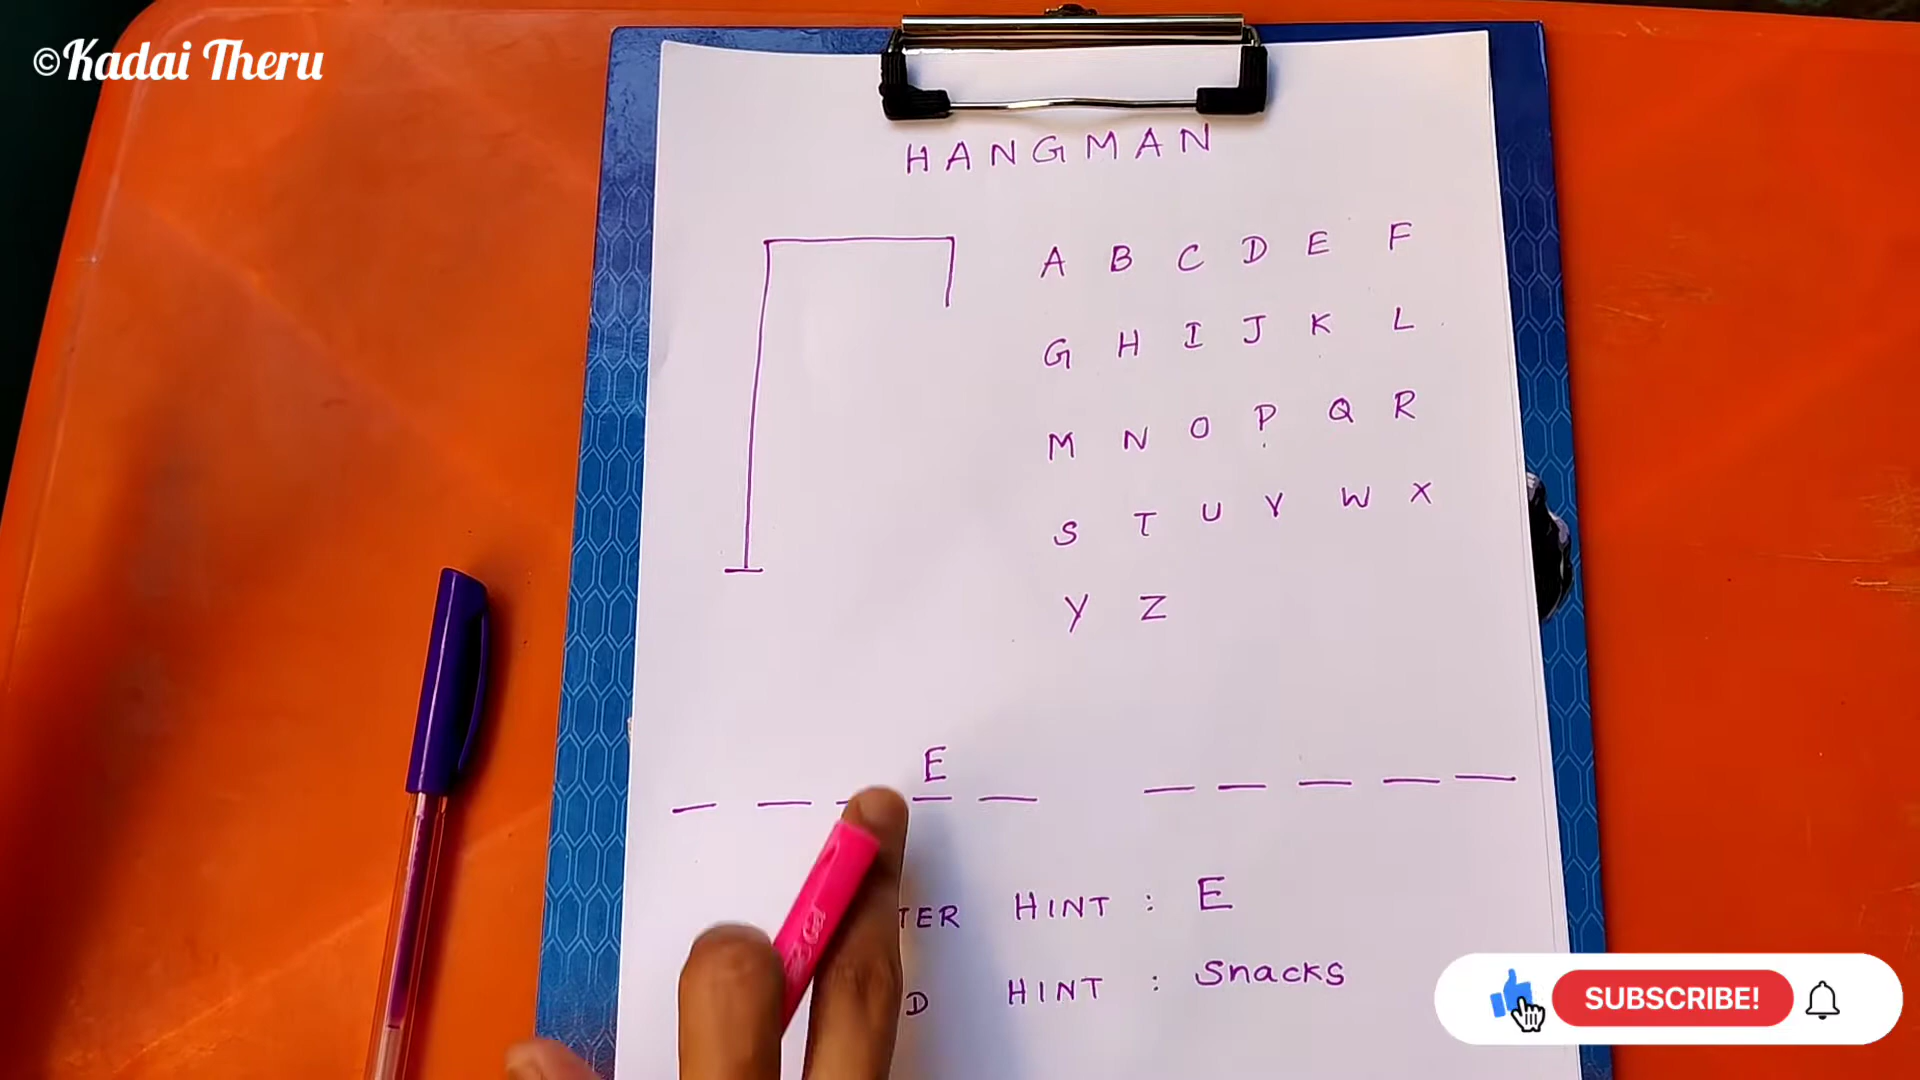 ©Kadai Theru
HANGMAN
A B C D E F
G H I J K L
M N O P Q R
S T U V W X
Y Z
E
TER HINT : E
D HINT : Snacks
SUBSCRIBE!